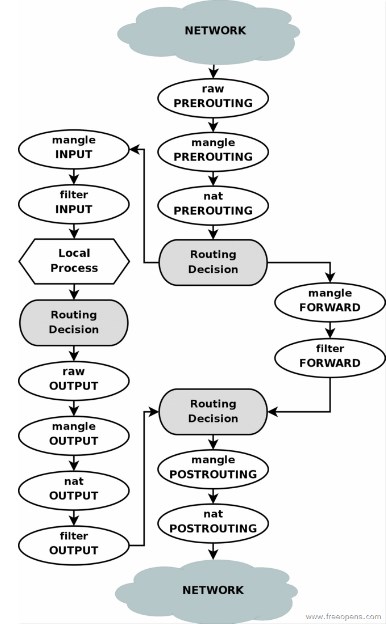 NETWORK
raw
PREROUTING
mangle
PREROUTING
nat
PREROUTING
Routing
Decision
mangle
INPUT
filter
INPUT
Local
Process
Routing
Decision
raw
OUTPUT
mangle
OUTPUT
nat
OUTPUT
filter
OUTPUT
mangle
FORWARD
filter
FORWARD
Routing
Decision
mangle
POSTROUTING
nat
POSTROUTING
NETWORK
www.freeopens.com